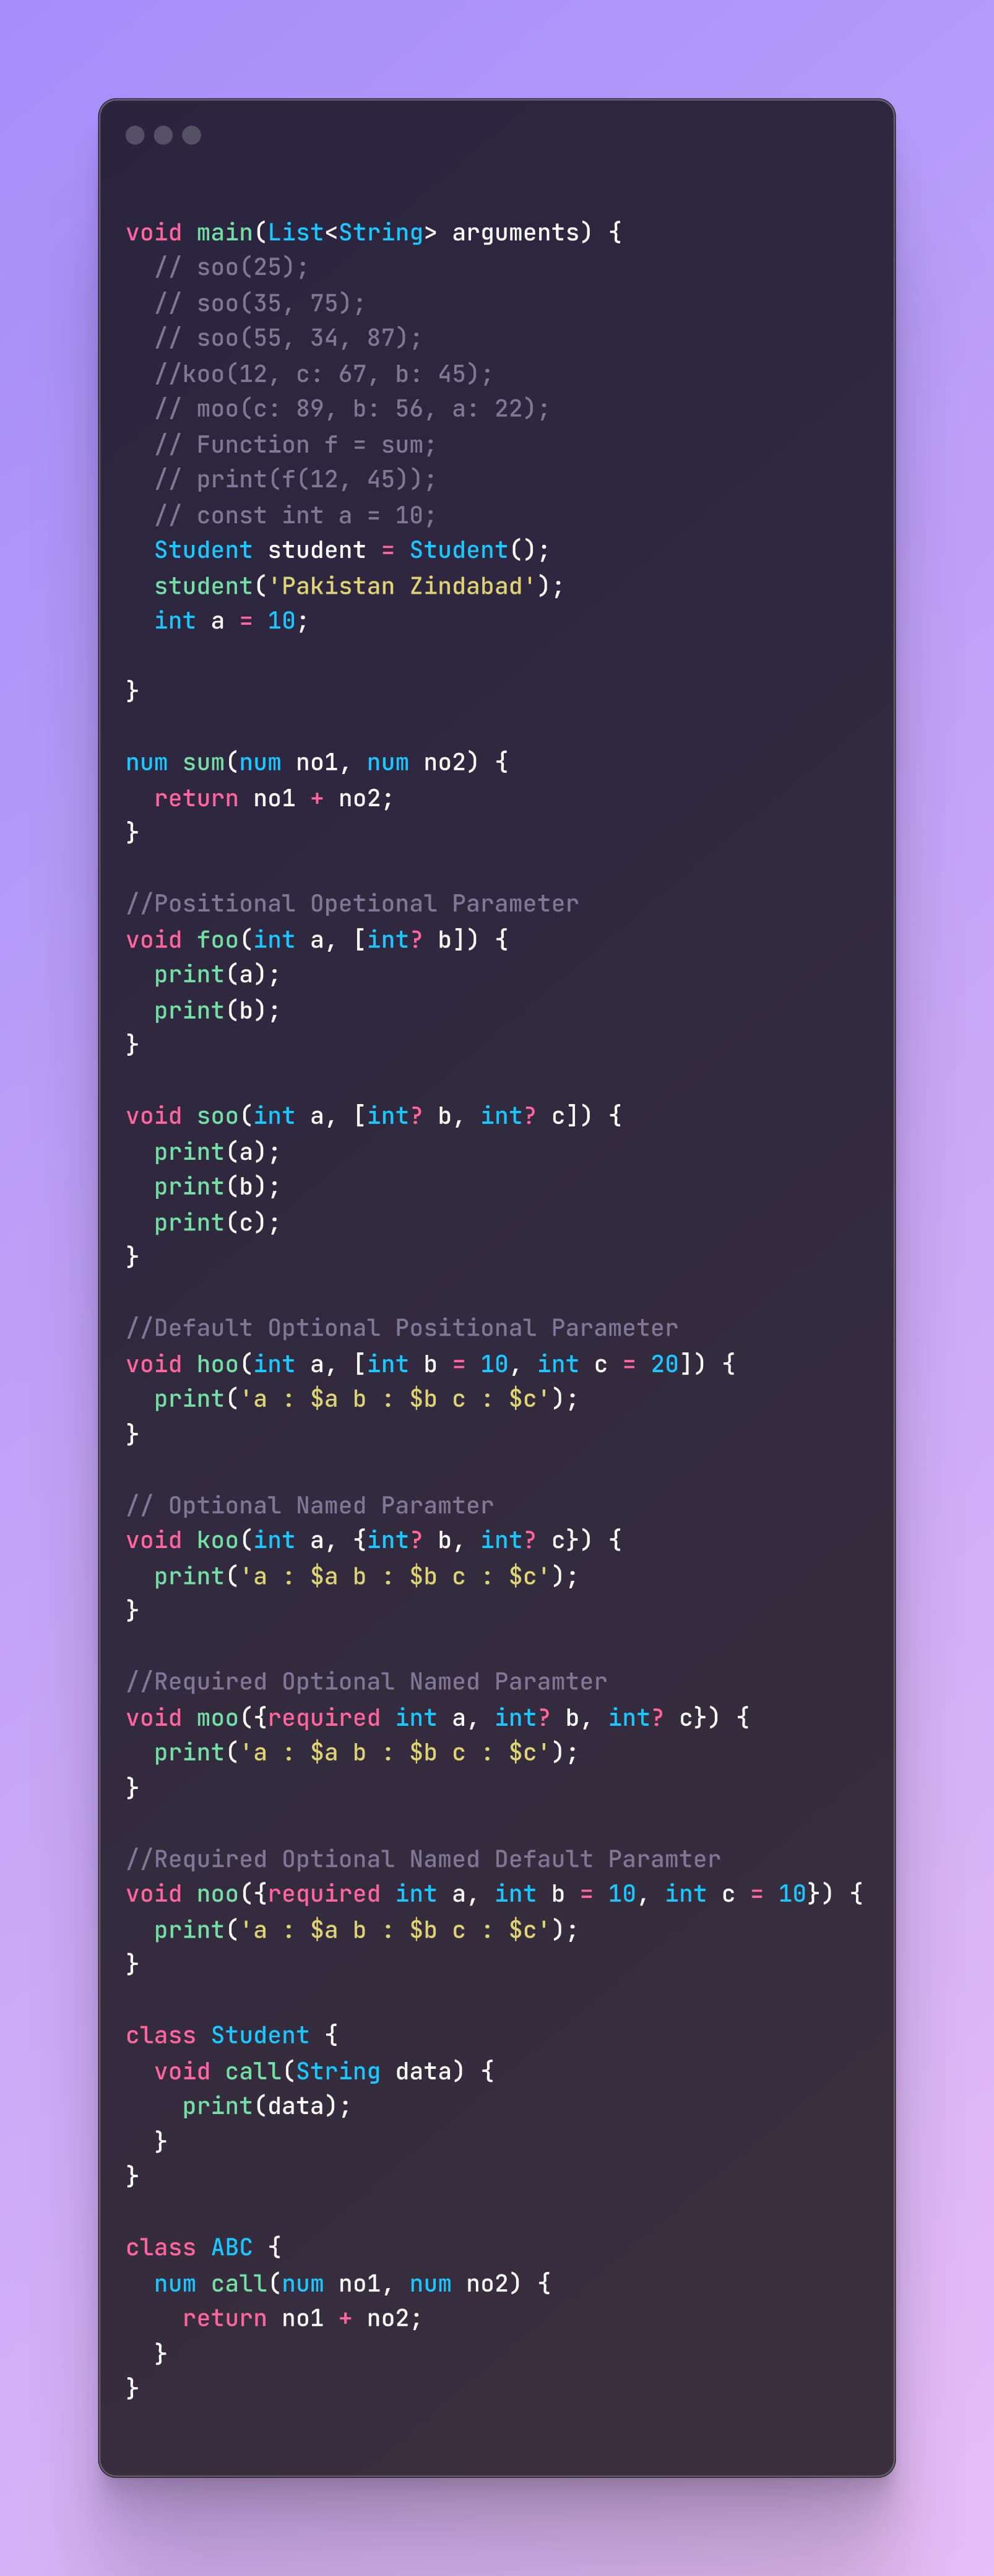 void main(List<String> arguments) {
  // soo(25);
  // soo(35, 75);
  // soo(55, 34, 87);
  //koo(12, c: 67, b: 45);
  // moo(c: 89, b: 56, a: 22);
  // Function f = sum;
  // print(f(12, 45));
  // const int a = 10;
  Student student = Student();
  student('Pakistan Zindabad');
  int a = 10;

}

num sum(num no1, num no2) {
  return no1 + no2;
}

//Positional Opetional Parameter
void foo(int a, [int? b]) {
  print(a);
  print(b);
}

void soo(int a, [int? b, int? c]) {
  print(a);
  print(b);
  print(c);
}

//Default Optional Positional Parameter
void hoo(int a, [int b = 10, int c = 20]) {
  print('a : $a b : $b c : $c');
}

// Optional Named Paramter
void koo(int a, {int? b, int? c}) {
  print('a : $a b : $b c : $c');
}

//Required Optional Named Paramter
void moo({required int a, int? b, int? c}) {
  print('a : $a b : $b c : $c');
}

//Required Optional Named Default Paramter
void noo({required int a, int b = 10, int c = 10}) {
  print('a : $a b : $b c : $c');
}

class Student {
  void call(String data) {
    print(data);
  }
}

class ABC {
  num call(num no1, num no2) {
    return no1 + no2;
  }
}